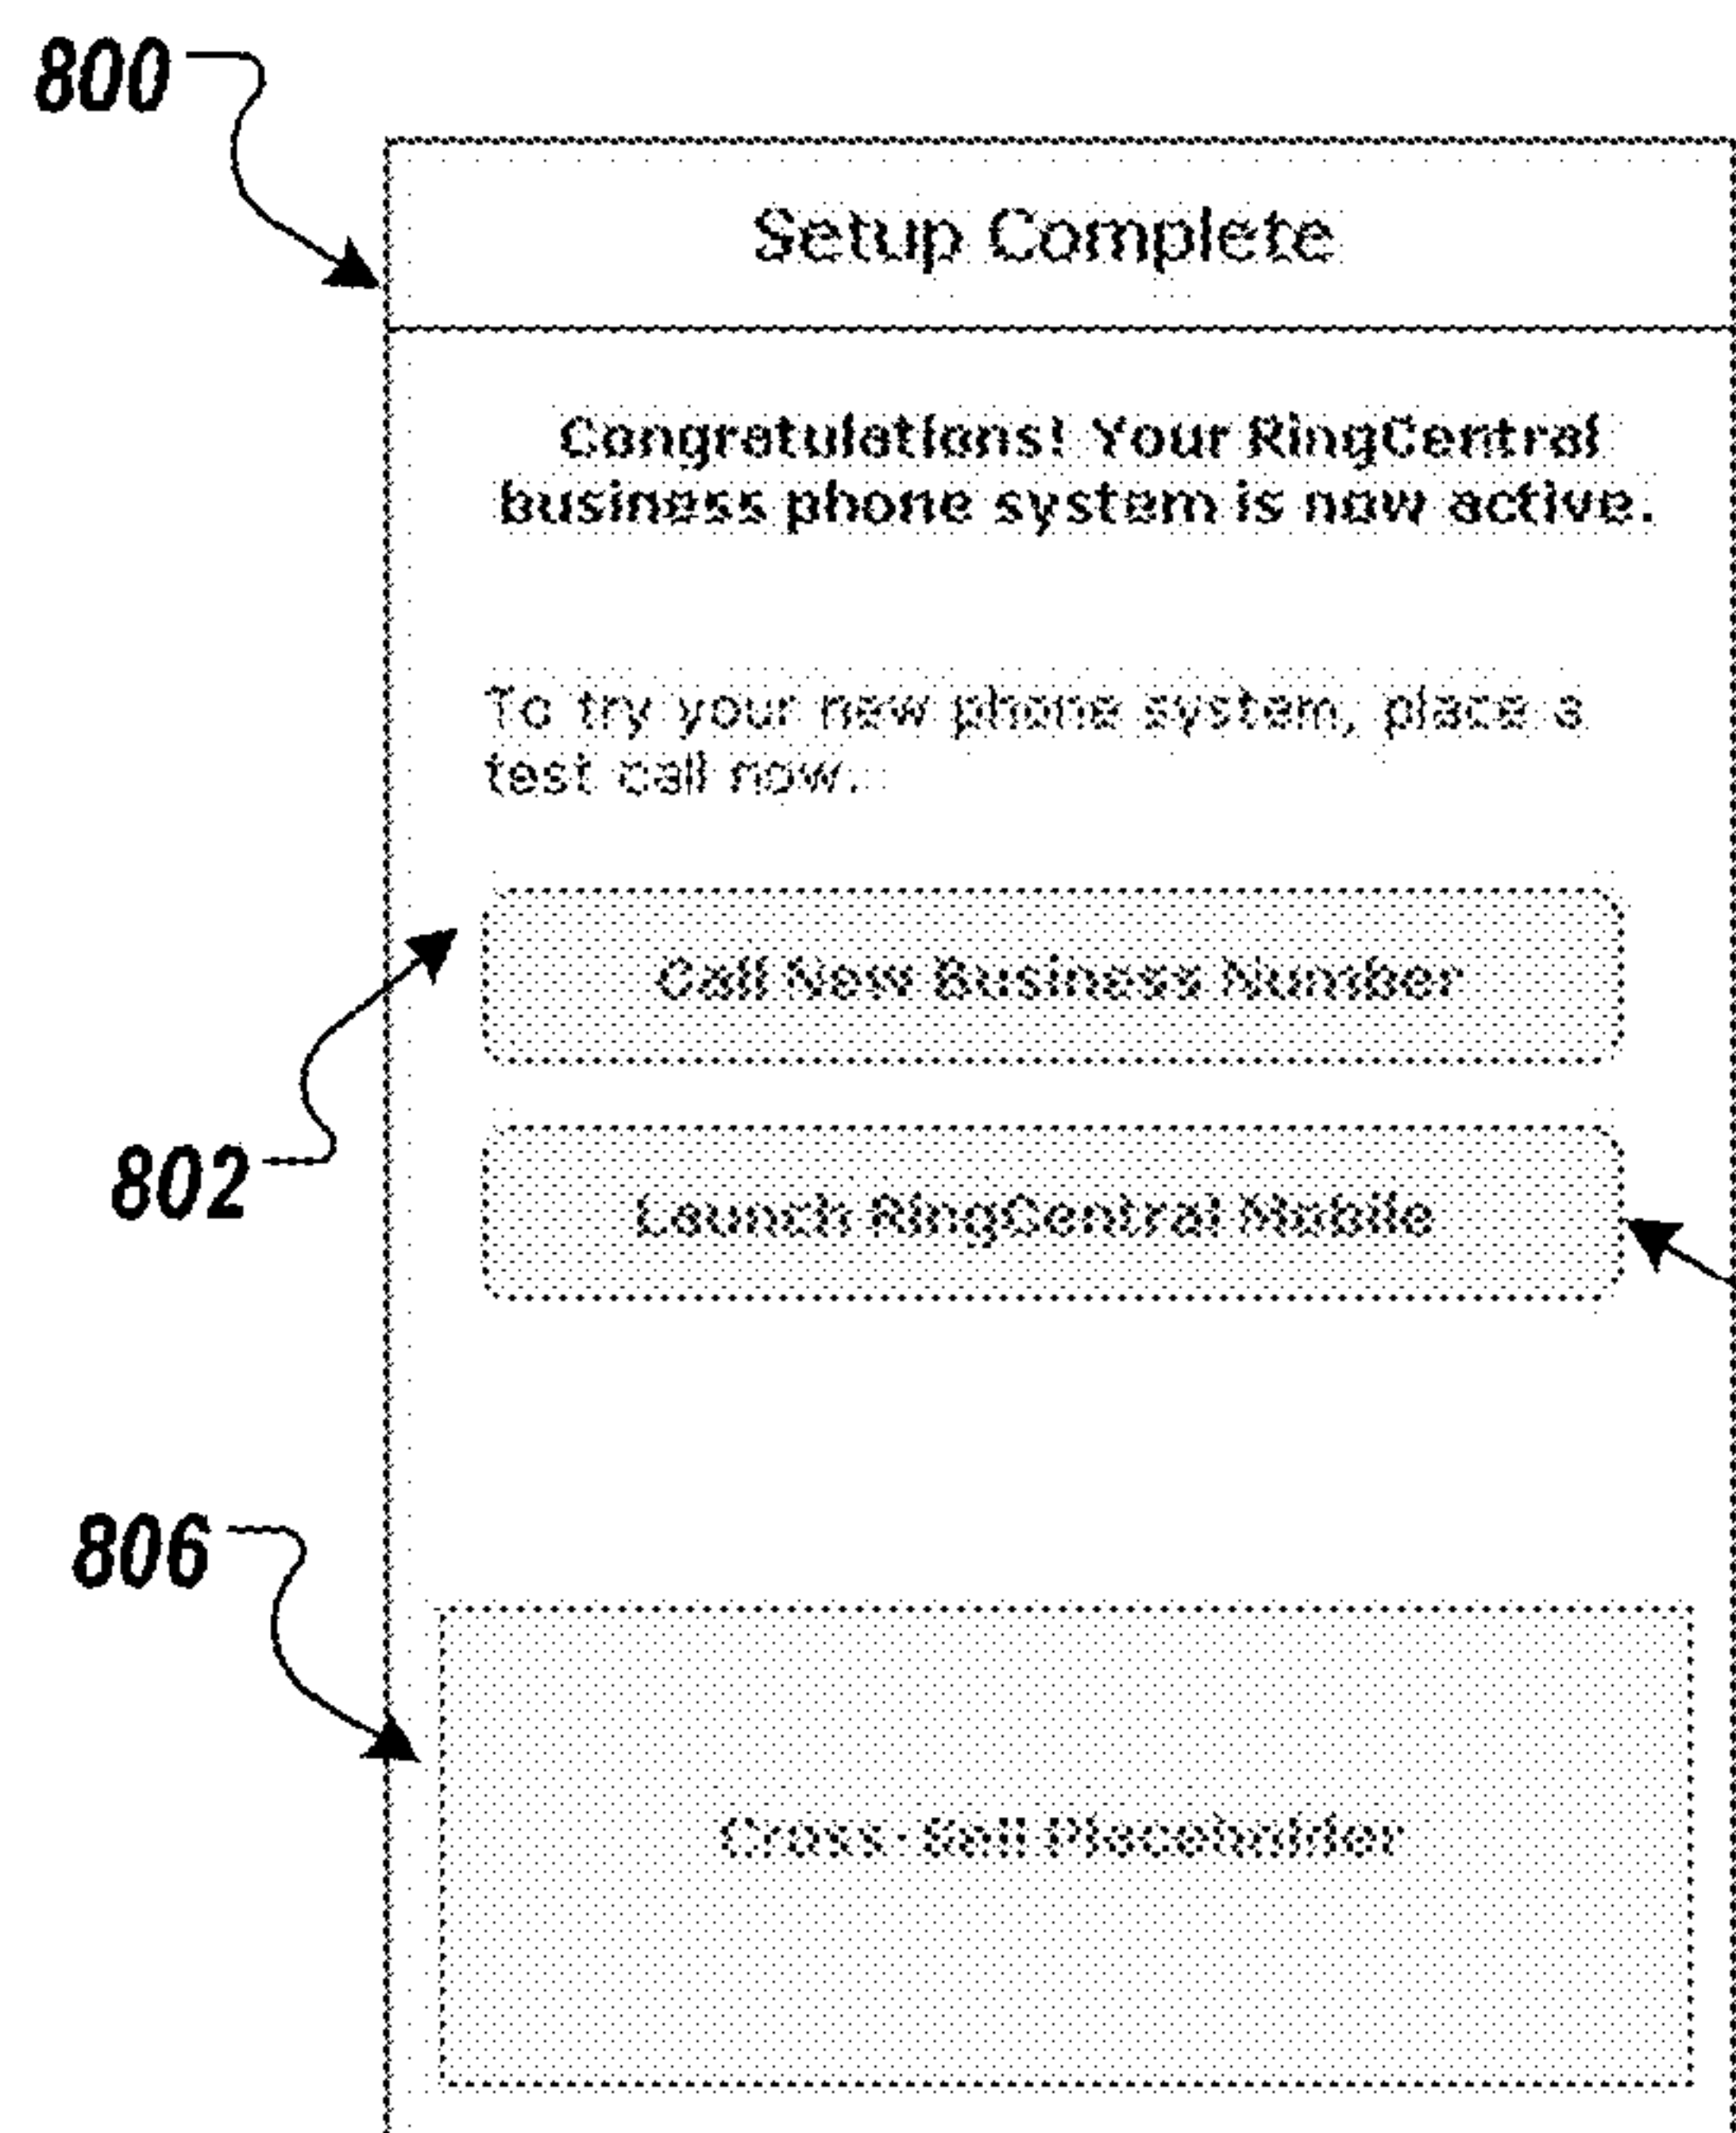 800
Setup Complete
Congratulations! Your RingCentral
business phone system is now active.
To try your new phone system, place a
test call now.
Call New Business Number
802
Launch RingCentral Mobile
806
Cross-Sell Placeholder